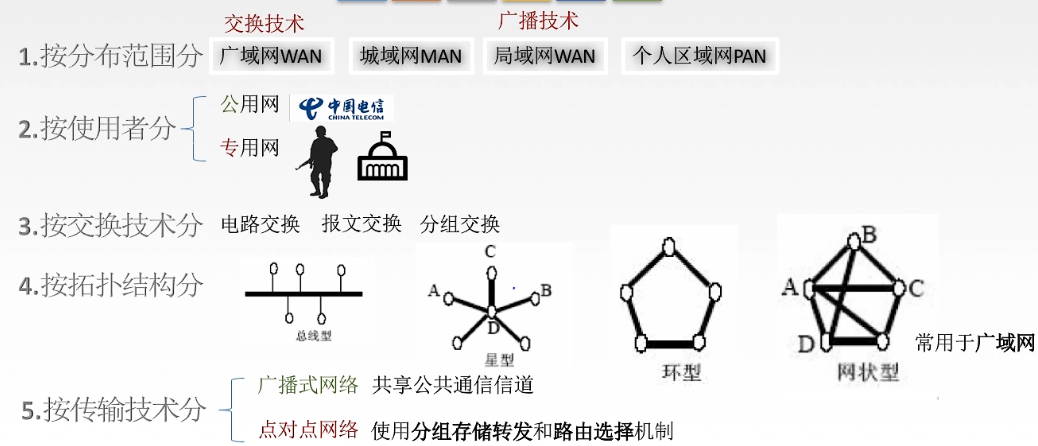 交换技术 广播技术
1.按分布范围分 广域网WAN 城域网MAN 局域网WAN 个人区域网PAN
2.按使用者分
公用网 中国电信 CHINA TELECOM
专用网
3.按交换技术分 电路交换 报文交换 分组交换
4.按拓扑结构分
总线型
A B C D
星型
环型
A B C D
网状型
常用于广域网
5.按传输技术分
广播式网络 共享公共通信信道
点对点网络 使用分组存储转发和路由选择机制